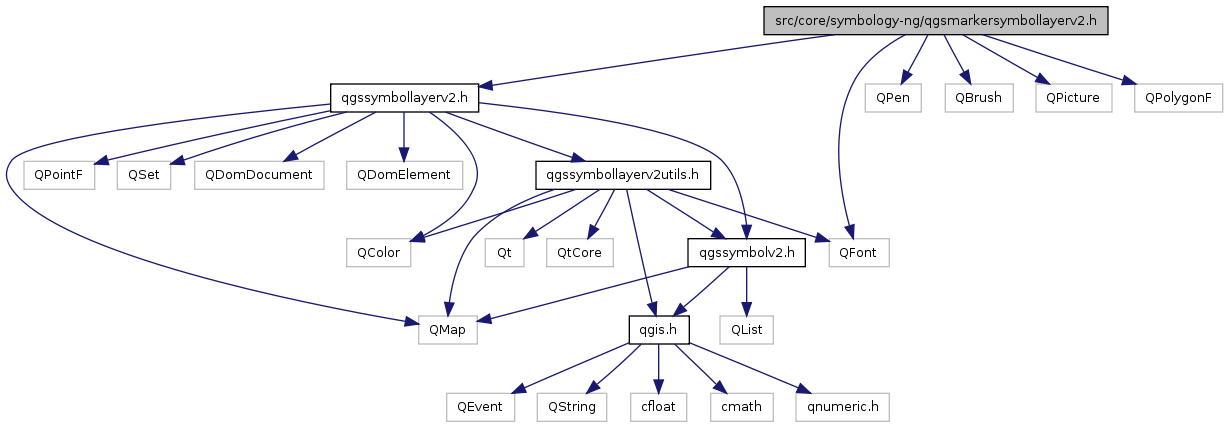 src/core/symbology-ng/qgsmarkersymbollayerv2.h
qgssymbollayerv2.h
QPen
QBrush
QPicture
QPolygonF
QPointF
QSet
QDomDocument
QDomElement
qgssymbollayerv2utils.h
QColor
Qt
QtCore
qgssymbolv2.h
QFont
QMap
qgis.h
QList
QEvent
QString
cfloat
cmath
qnumeric.h